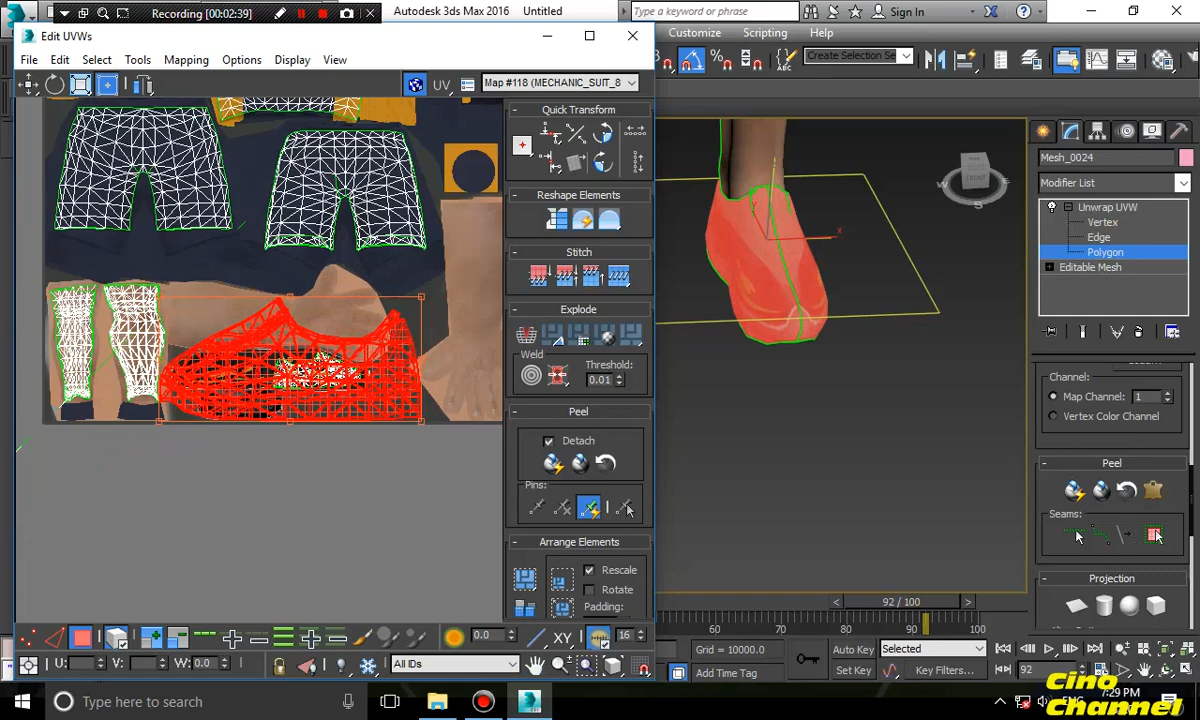 Recording [00:02:39]
Autodesk 3ds Max 2016 Untitled
Type a keyword or phrase
Sign In
Edit UVWs
Customize Scripting Help
File Edit Select Tools Mapping Options Display View
Create Selection Se
UV
Map #118 (MECHANIC_SUIT_8
Quick Transform
Reshape Elements
Stitch
Explode
Weld
Threshold:
0.01
Peel
Detach
Pins:
Arrange Elements
Rescale
Rotate
Padding:
x
W
E
S
FRONT
Mesh_0024
Modifier List
Unwrap UVW
Vertex
Edge
Polygon
Editable Mesh
Channel:
Map Channel: 1
Vertex Color Channel
Peel
Seams:
Projection
92 / 100
60 70 80 90 100
0.0
XY
16
U: V: W: 0.0
All IDs
Grid = 10000.0
Add Time Tag
Auto Key
Selected
Set Key
Key Filters...
92
Type here to search
ENG
7:29 PM
Cino
Channel